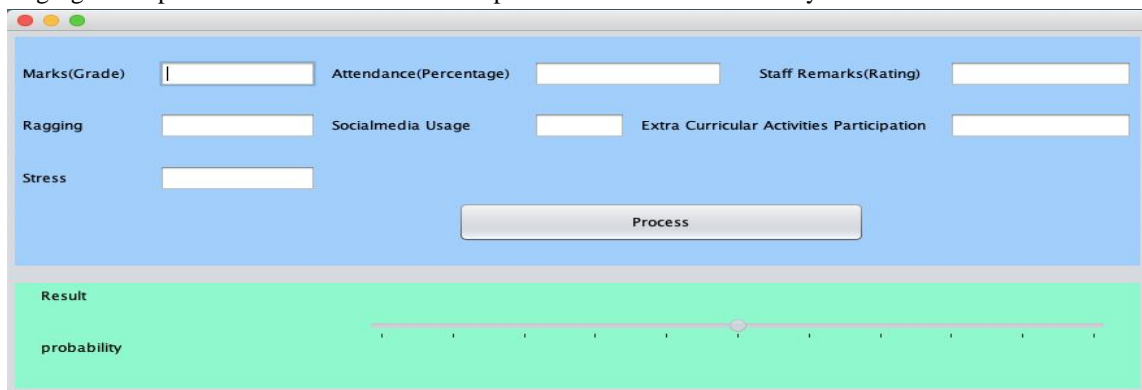 Marks(Grade) Attendance(Percentage) Staff Remarks(Rating)
Ragging Socialmedia Usage Extra Curricular Activities Participation
Stress
Process
Result
probability